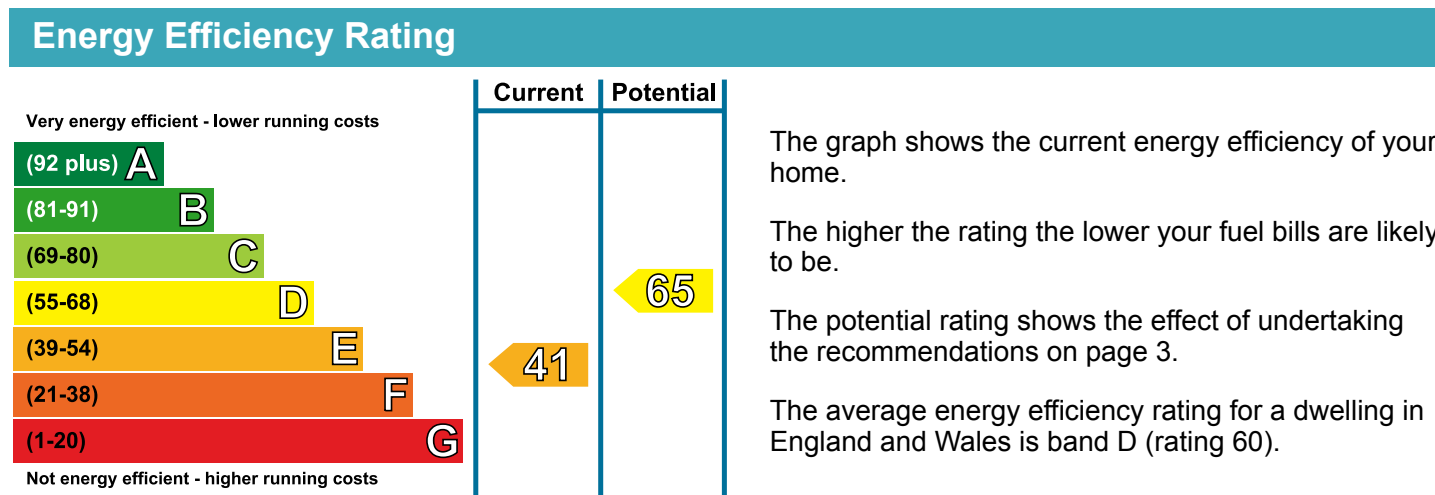 Energy Efficiency Rating
Current Potential
Very energy efficient - lower running costs
(92 plus) A
(81-91) B
(69-80) C
(55-68) D
(39-54) E
(21-38) F
(1-20) G
Not energy efficient - higher running costs
65
41
The graph shows the current energy efficiency of your
home.
The higher the rating the lower your fuel bills are likely
to be.
The potential rating shows the effect of undertaking
the recommendations on page 3.
The average energy efficiency rating for a dwelling in
England and Wales is band D (rating 60).